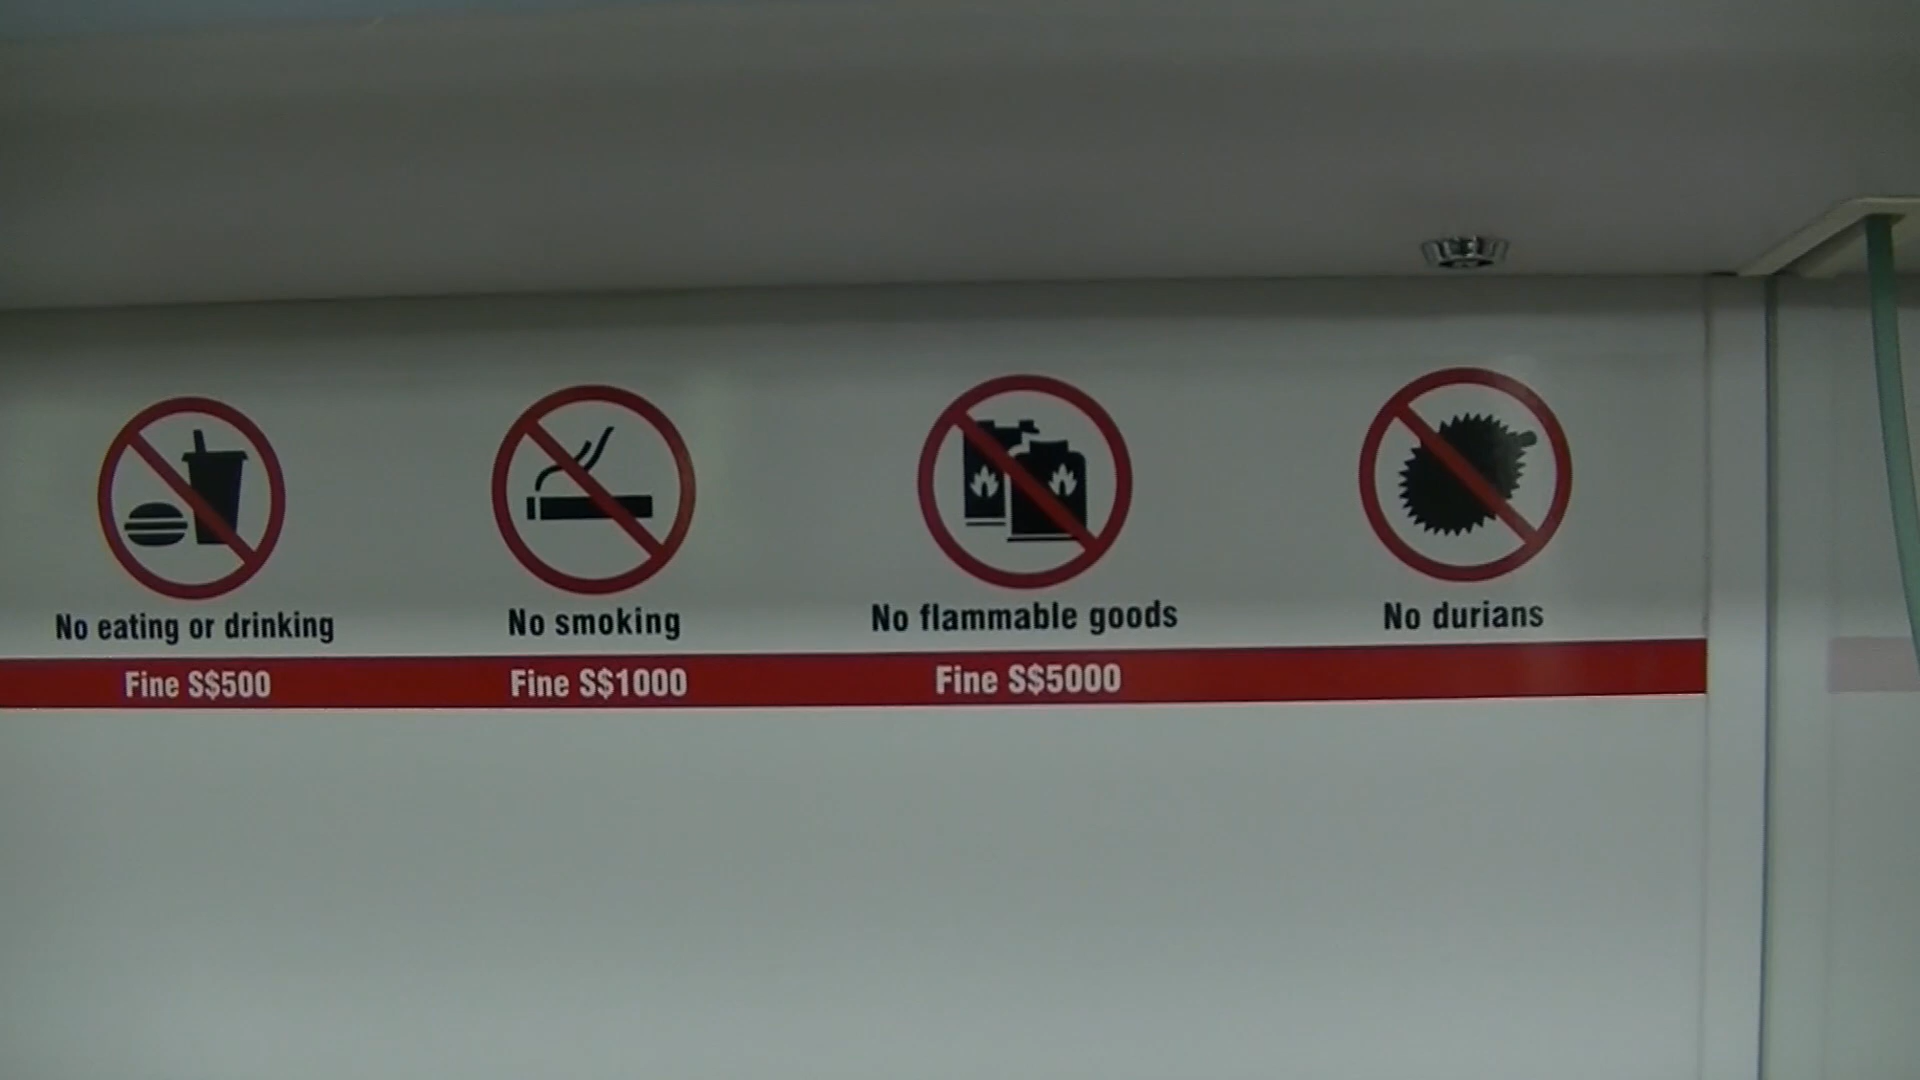 No eating or drinking
Fine S$500
No smoking
Fine S$1000
No flammable goods
Fine S$5000
No durians